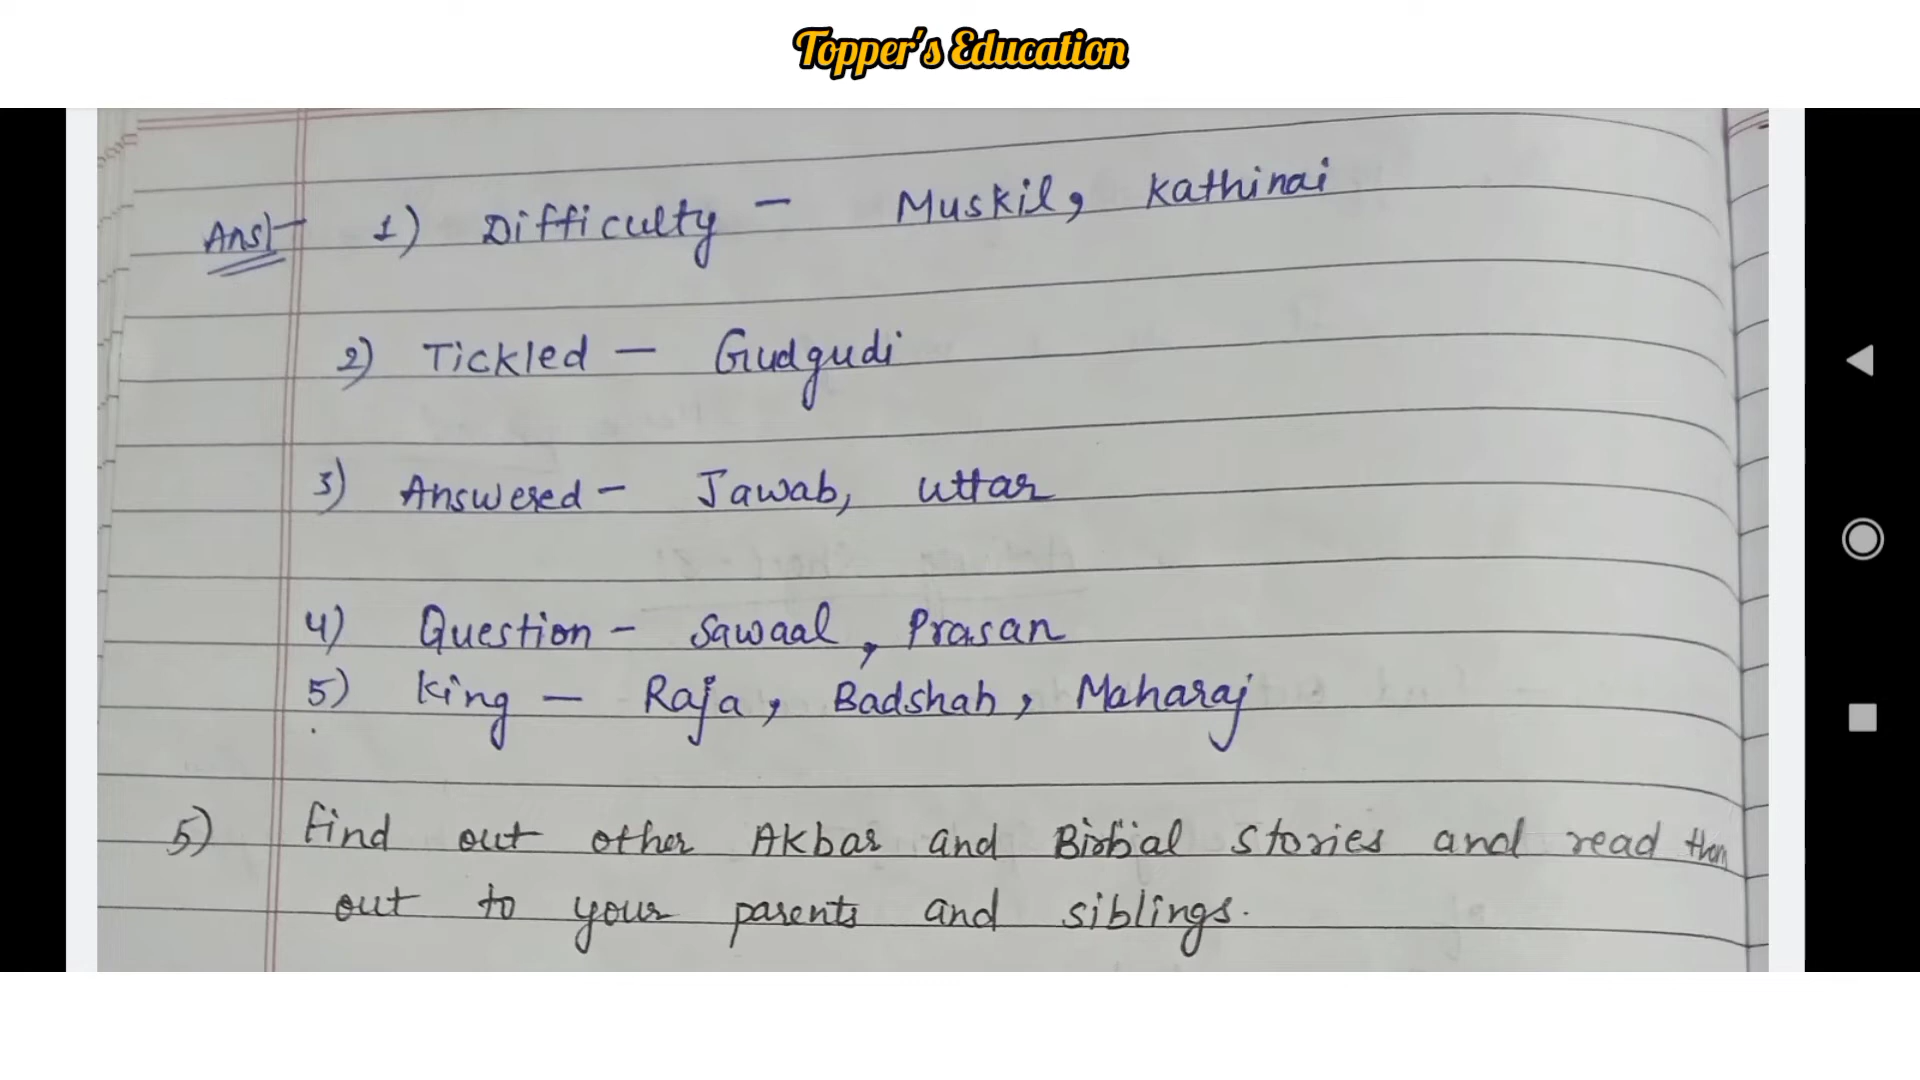 Topper's Education
Ans)- 1) Difficulty - Muskil, Kathinai
2) Tickled - Gudgudi
3) Answered - Jawab, uttar
4) Question - Sawaal, Prasan
5) King - Raja, Badshah, Maharaj
5) Find out other Akbar and Birbal stories and read them
out to your parents and siblings.